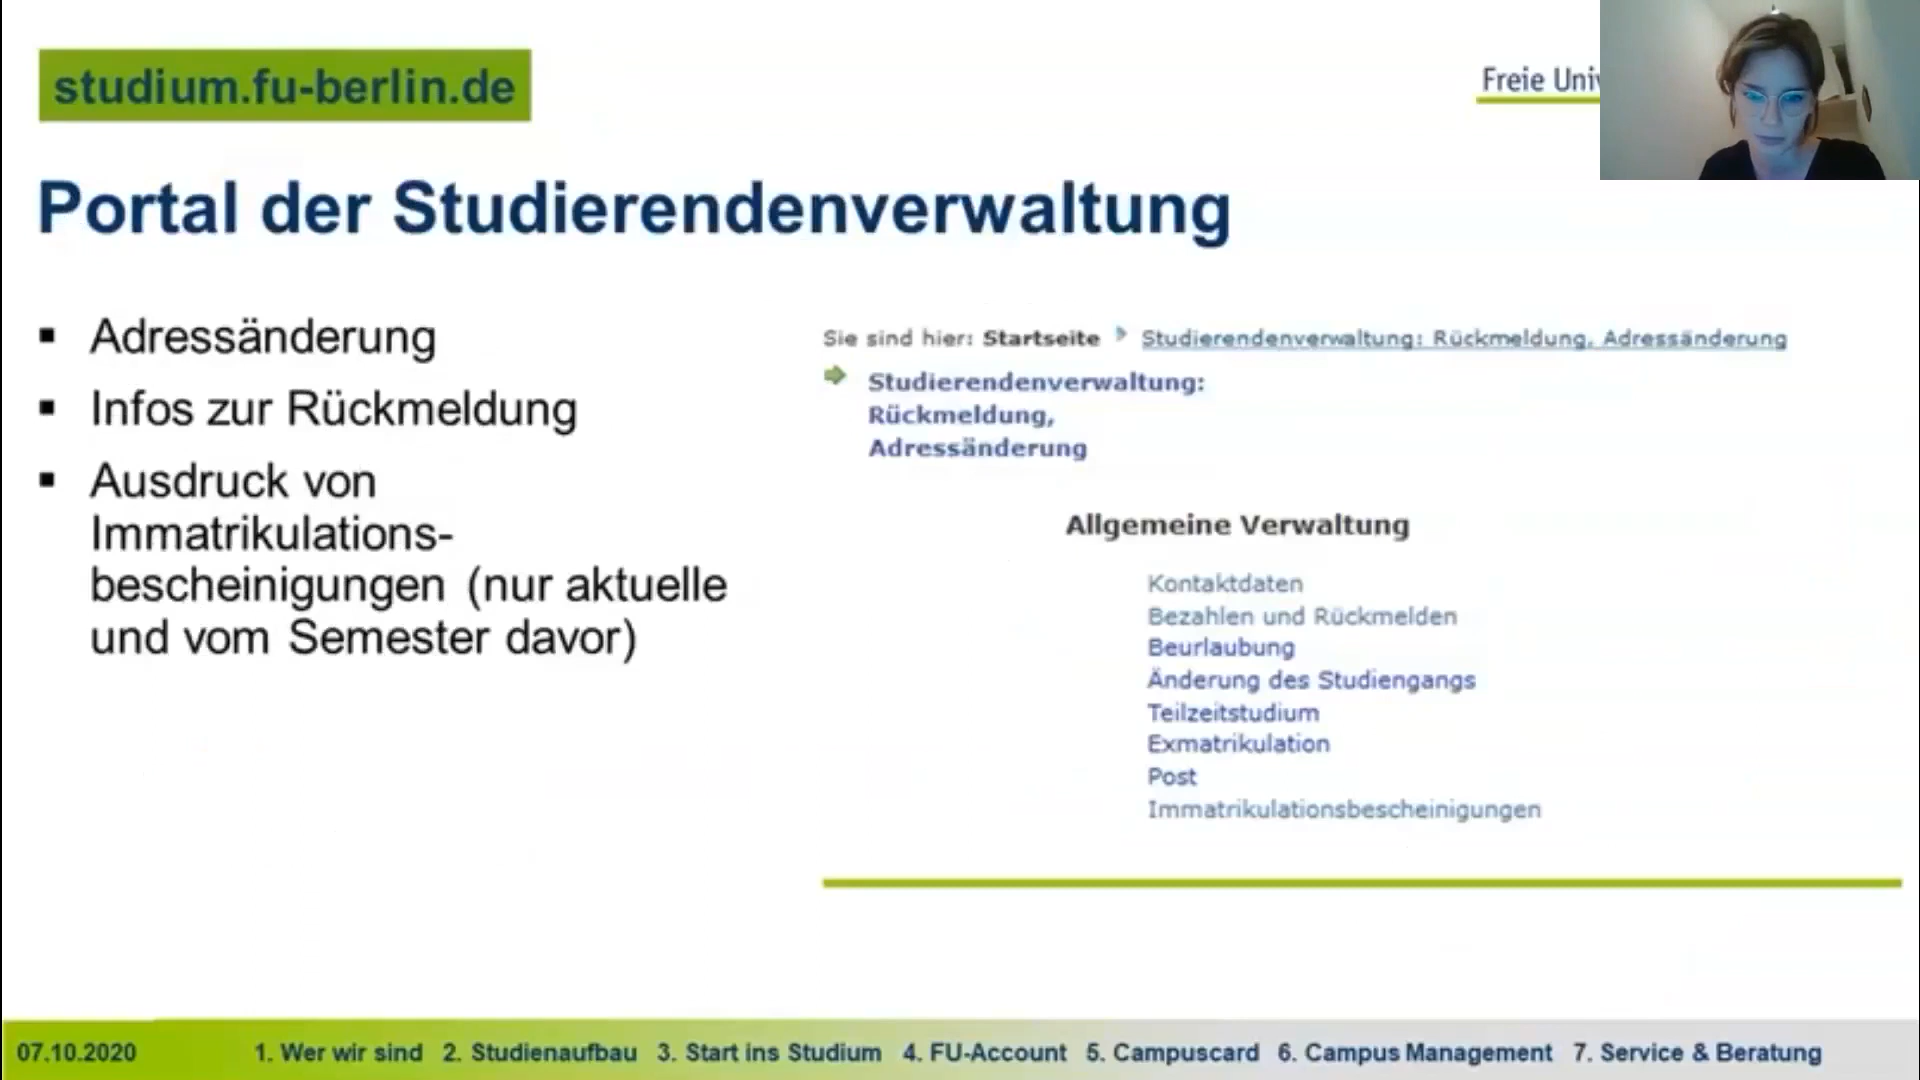 studium.fu-berlin.de
Freie Univ
Portal der Studierendenverwaltung
▪ Adressänderung
▪ Infos zur Rückmeldung
▪ Ausdruck von
Immatrikulations-
bescheinigungen (nur aktuelle
und vom Semester davor)
Sie sind hier: Startseite Studierendenverwaltung: Rückmeldung, Adressänderung
Studierendenverwaltung:
Rückmeldung,
Adressänderung
Allgemeine Verwaltung
Kontaktdaten
Bezahlen und Rückmelden
Beurlaubung
Änderung des Studiengangs
Teilzeitstudium
Exmatrikulation
Post
Immatrikulationsbescheinigungen
07.10.2020 1. Wer wir sind 2. Studienaufbau 3. Start ins Studium 4. FU-Account 5. Campuscard 6. Campus Management 7. Service & Beratung